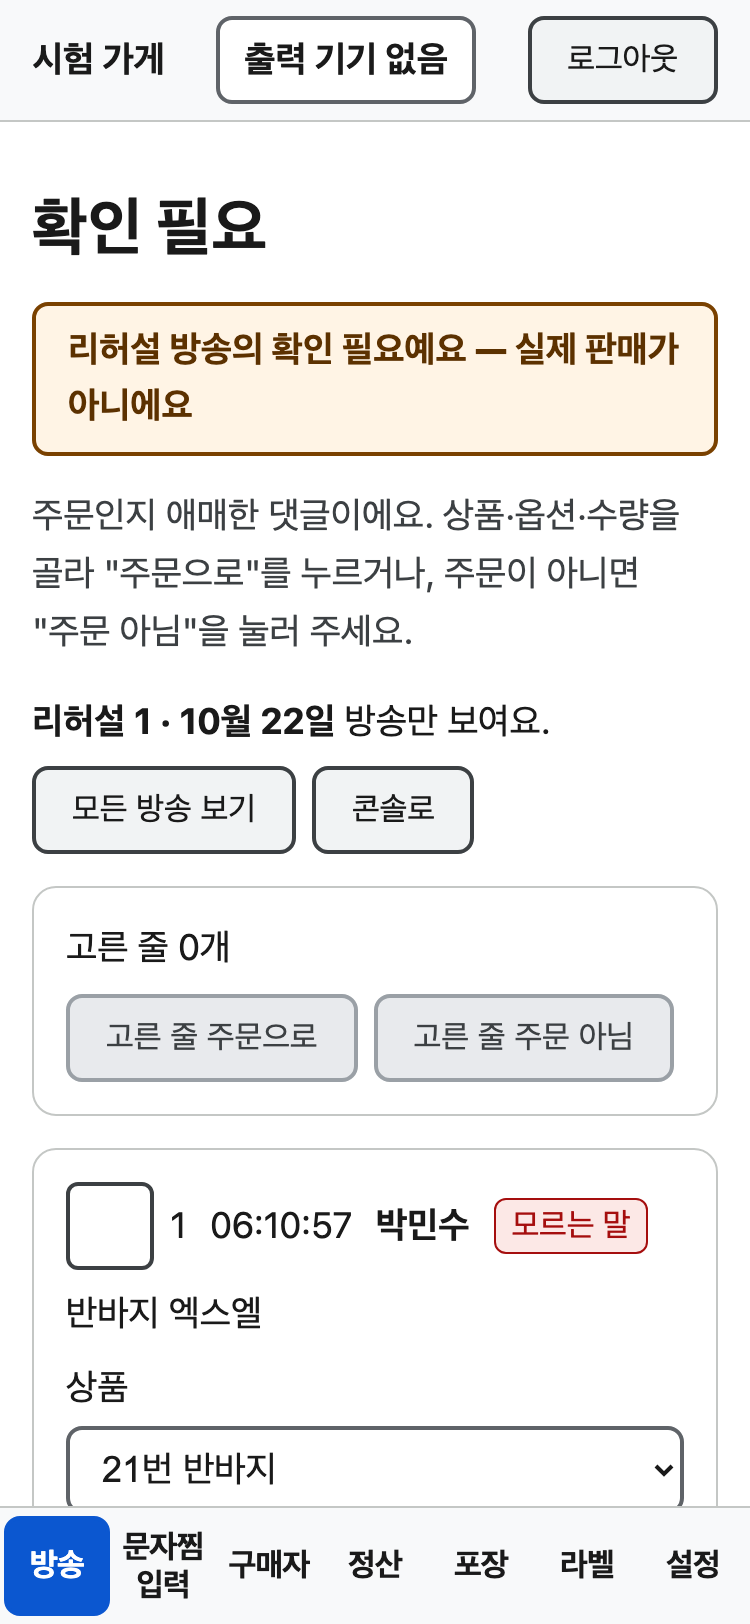 시험 가게
출력 기기 없음
로그아웃
확인 필요
리허설 방송의 확인 필요예요 — 실제 판매가
아니에요
주문인지 애매한 댓글이에요. 상품·옵션·수량을
골라 "주문으로"를 누르거나, 주문이 아니면
"주문 아님"을 눌러 주세요.
리허설 1 · 10월 22일 방송만 보여요.
모든 방송 보기
콘솔로
고른 줄 0개
고른 줄 주문으로
고른 줄 주문 아님
1 06:10:57 박민수 모르는 말
반바지 엑스엘
상품
21번 반바지
방송
문자찜
입력
구매자
정산
포장
라벨
설정